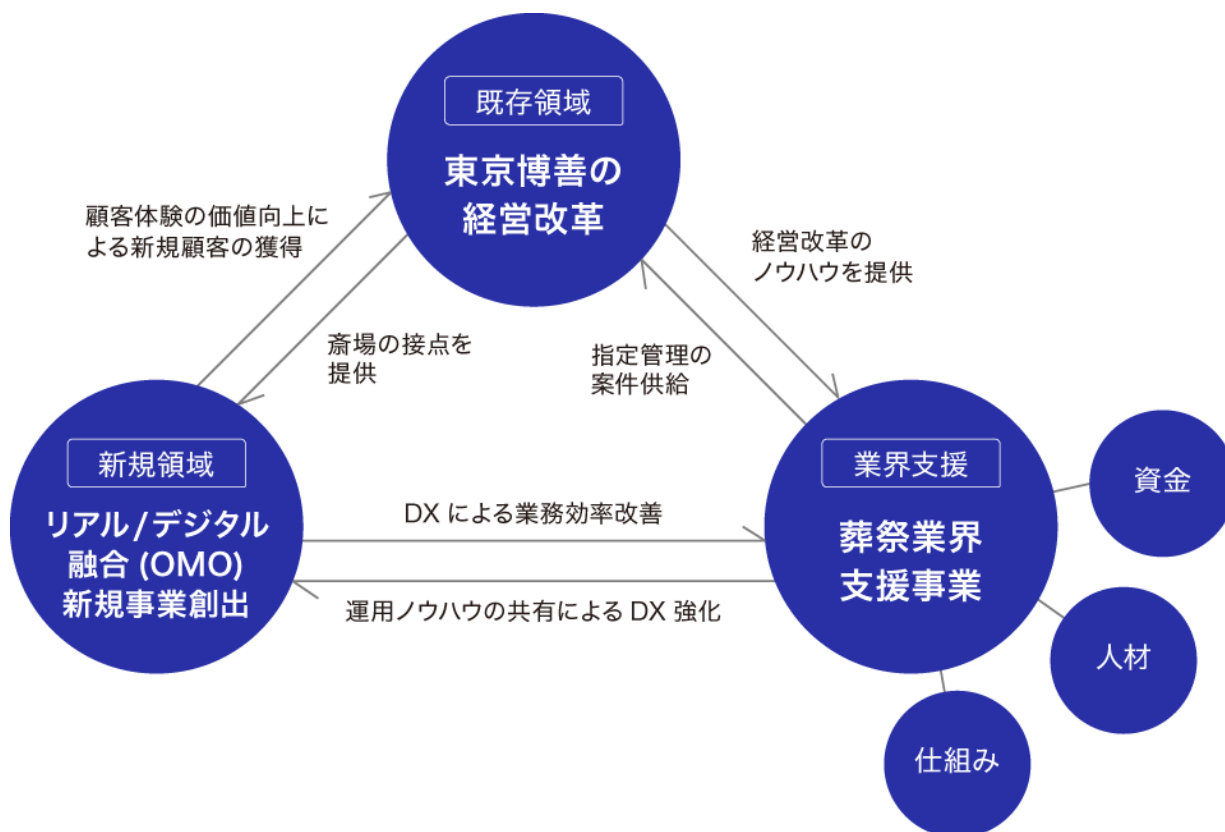 既存領域
東京博善の
経営改革
顧客体験の価値向上に
よる新規顧客の獲得
経営改革の
ノウハウを提供
斎場の接点を
提供
指定管理の
案件供給
新規領域
リアル/デジタル
融合 (OMO)
新規事業創出
DX による業務効率改善
運用ノウハウの共有による DX 強化
業界支援
葬祭業界
支援事業
資金
人材
仕組み